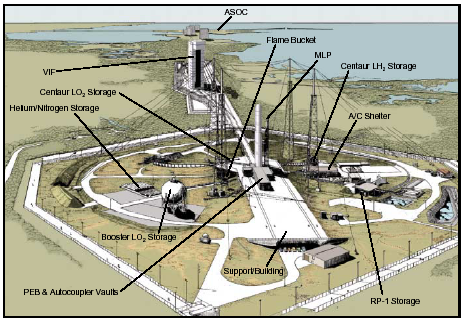 ASOC
Flame Bucket
MLP
VIF
Centaur LH₂ Storage
Centaur LO₂ Storage
Helium/Nitrogen Storage
A/C Shelter
Booster LO₂ Storage
Support/Building
PEB & Autocoupler Vaults
RP-1 Storage